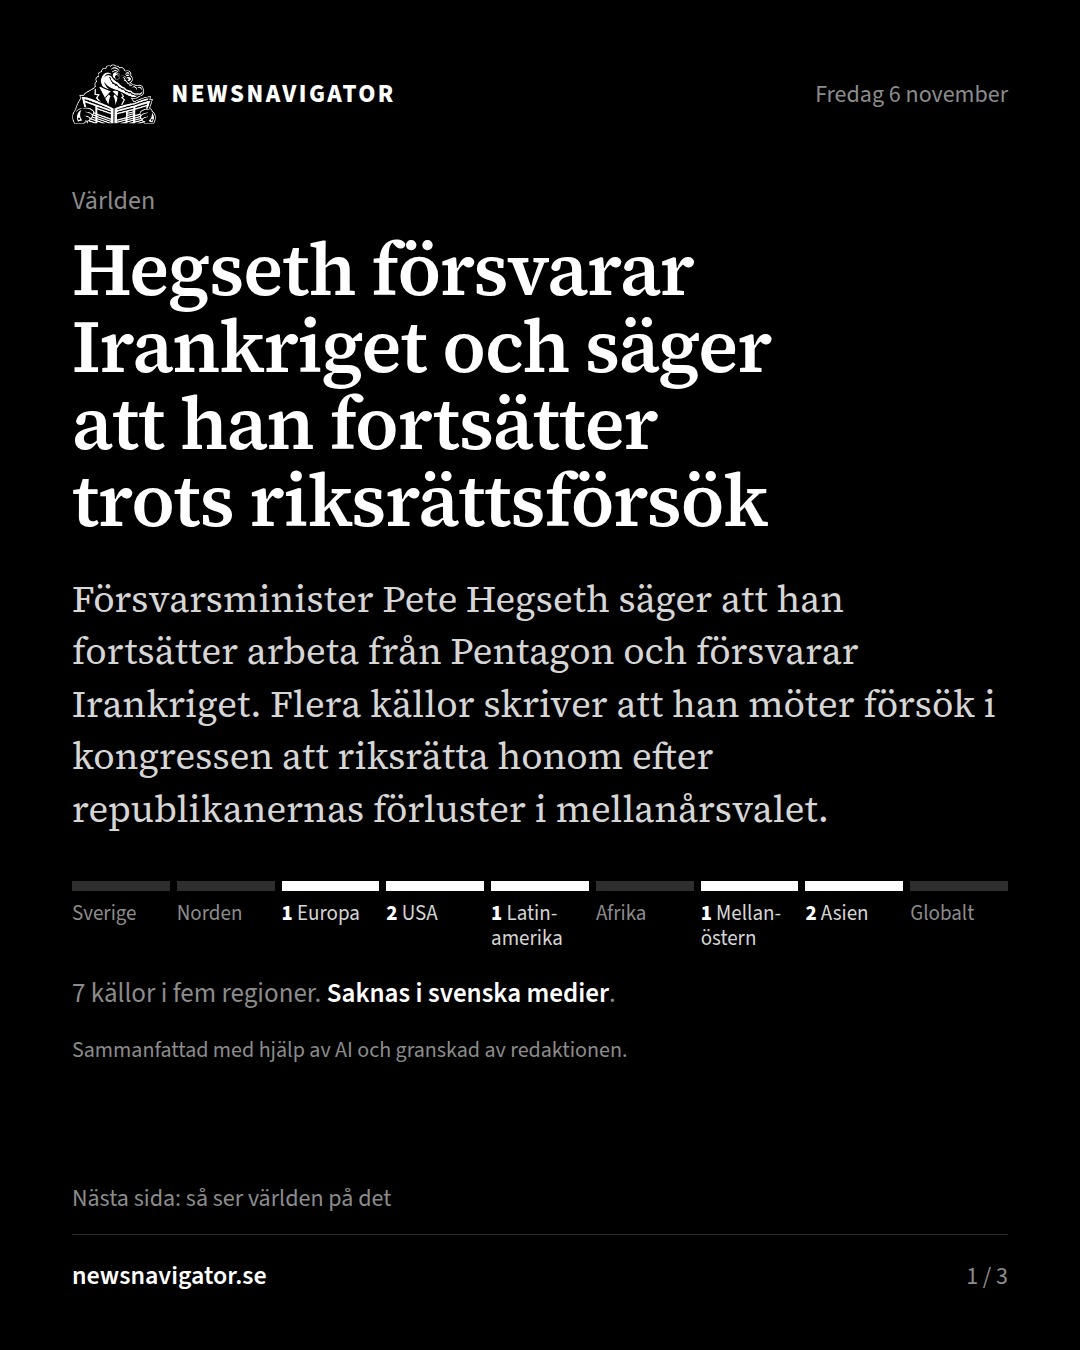 NEWSNAVIGATOR
Fredag 6 november
Världen
Hegseth försvarar
Irankriget och säger
att han fortsätter
trots riksrättsförsök
Försvarsminister Pete Hegseth säger att han
fortsätter arbeta från Pentagon och försvarar
Irankriget. Flera källor skriver att han möter försök i
kongressen att riksrätta honom efter
republikanernas förluster i mellanårsvalet.
Sverige
Norden
1 Europa
2 USA
1 Latin-
amerika
Afrika
1 Mellan-
östern
2 Asien
Globalt
7 källor i fem regioner. Saknas i svenska medier.
Sammanfattad med hjälp av AI och granskad av redaktionen.
Nästa sida: så ser världen på det
newsnavigator.se
1 / 3